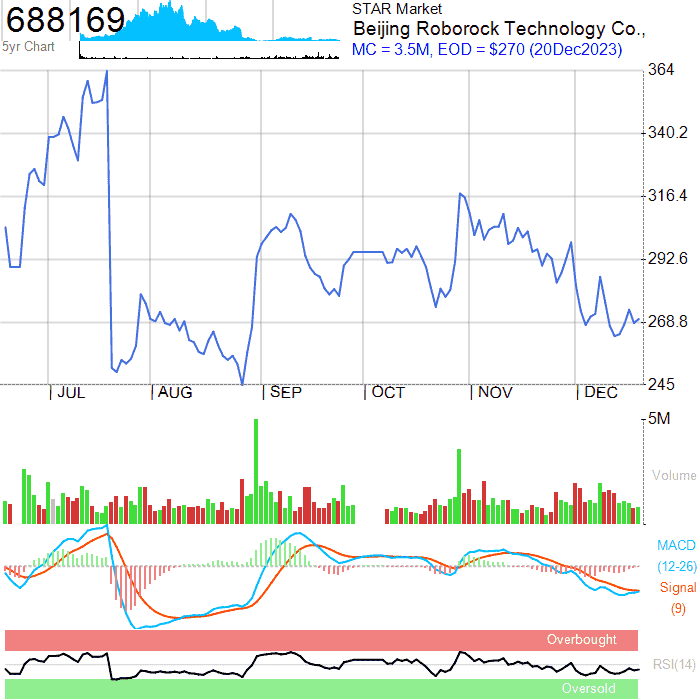 688169
5yr Chart
STAR Market
Beijing Roborock Technology Co.,
MC = 3.5M, EOD = $270 (20Dec2023)
364
340.2
316.4
292.6
268.8
245
JUL AUG SEP OCT NOV DEC
5M
Volume
MACD
(12-26)
Signal
(9)
Overbought
RSI(14)
Oversold